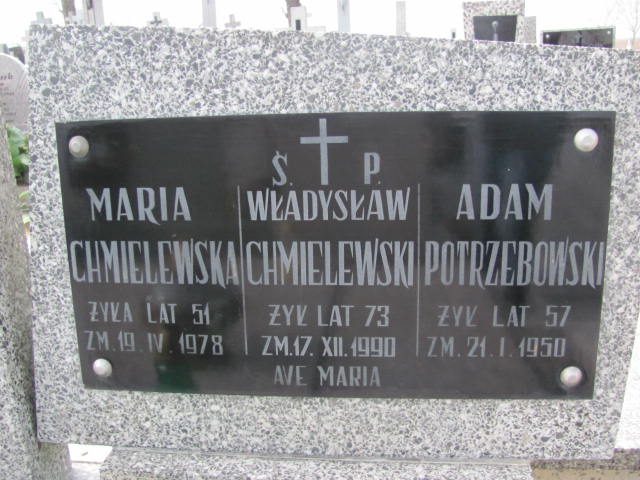 Ś. P.
MARIA
CHMIELEWSKA
ŻYŁA LAT 51
ZM. 19. IV. 1978
WŁADYSŁAW
CHMIELEWSKI
ŻYŁ LAT 73
ZM. 17. XII. 1990
ADAM
POTRZEBOWSKI
ŻYŁ LAT 57
ZM. 21. I. 1950
AVE MARIA